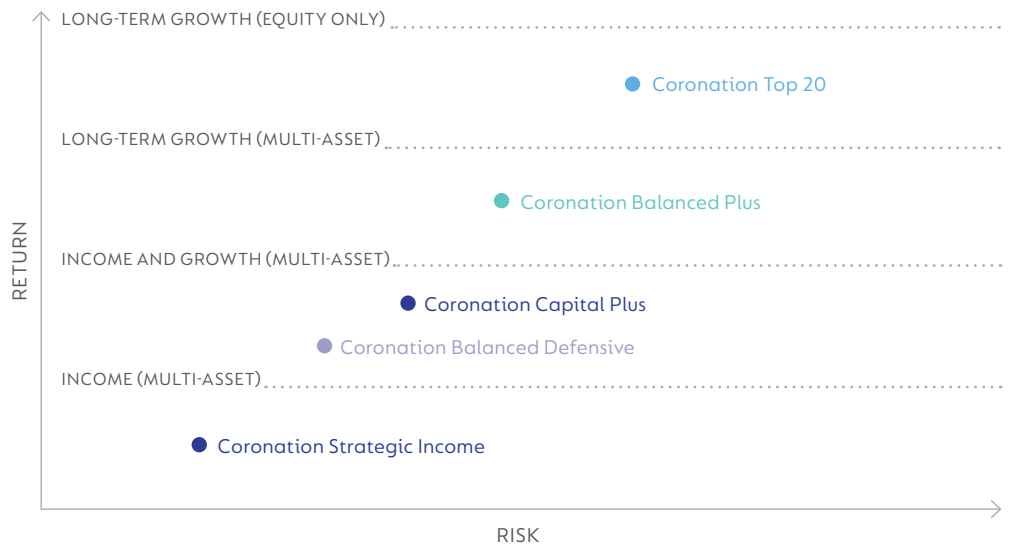 LONG-TERM GROWTH (EQUITY ONLY)
Coronation Top 20
LONG-TERM GROWTH (MULTI-ASSET)
Coronation Balanced Plus
INCOME AND GROWTH (MULTI-ASSET)
Coronation Capital Plus
Coronation Balanced Defensive
INCOME (MULTI-ASSET)
Coronation Strategic Income
RETURN
RISK